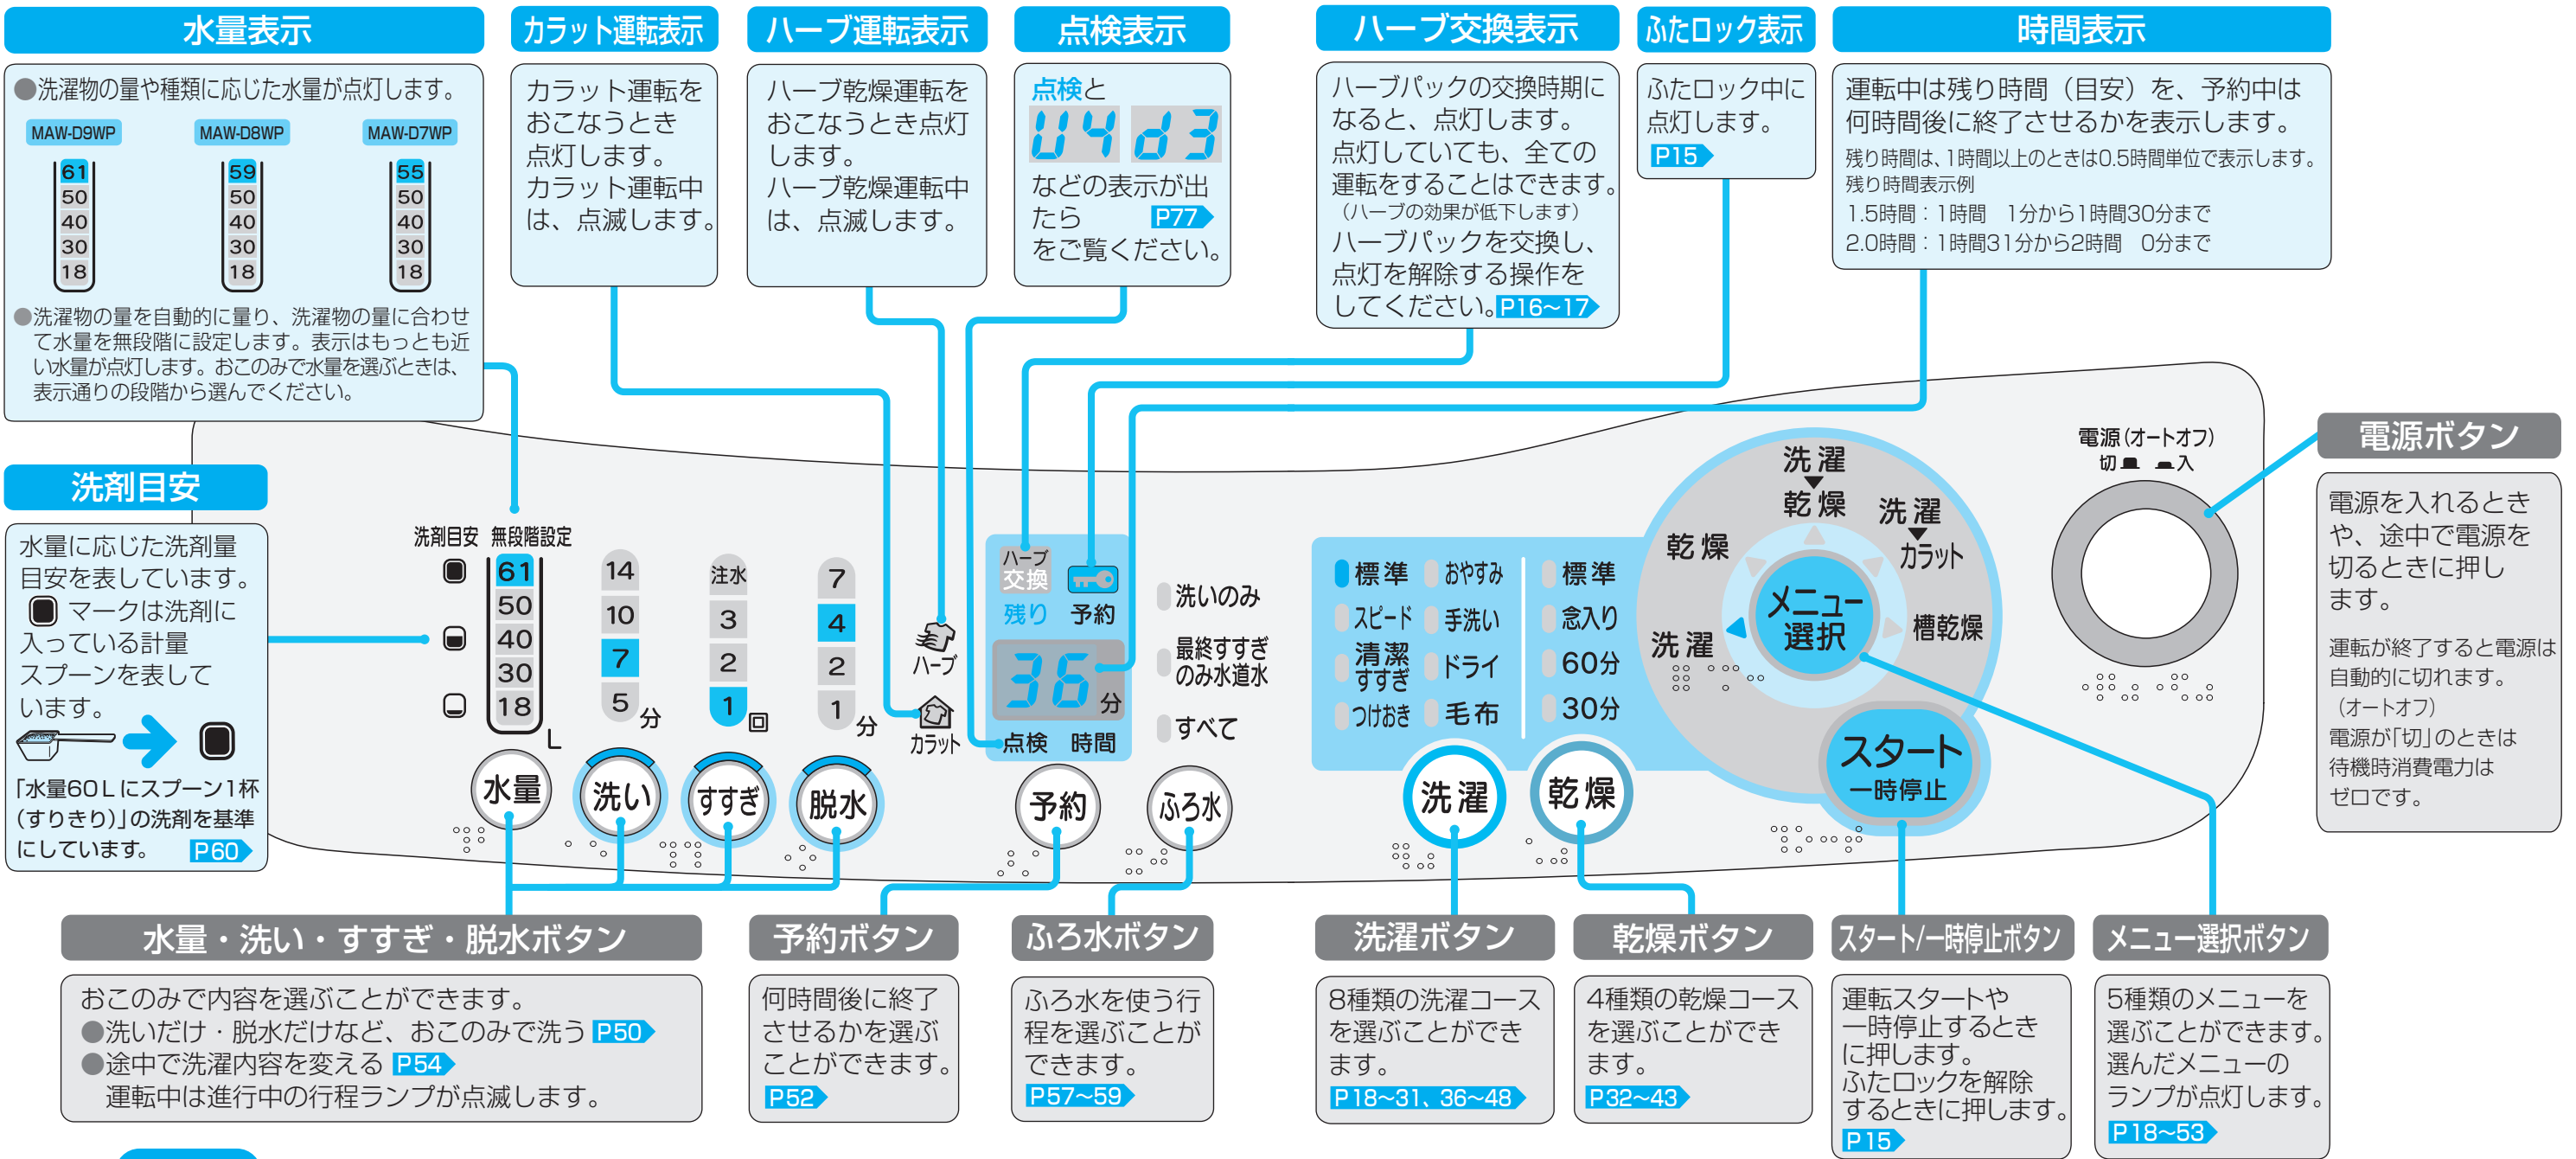 水量表示
●洗濯物の量や種類に応じた水量が点灯します。
MAW-D9WP
MAW-D8WP
MAW-D7WP
61
50
40
30
18
59
50
40
30
18
55
50
40
30
18
●洗濯物の量を自動的に量り、洗濯物の量に合わせ
て水量を無段階に設定します。表示はもっとも近
い水量が点灯します。おこのみで水量を選ぶときは、
表示通りの段階から選んでください。
カラット運転表示
カラット運転を
おこなうとき
点灯します。
カラット運転中
は、点滅します。
ハーブ運転表示
ハーブ乾燥運転を
おこなうとき点灯
します。
ハーブ乾燥運転中
は、点滅します。
点検表示
点検と
U4 d3
などの表示が出
たら P77
をご覧ください。
ハーブ交換表示
ハーブパックの交換時期に
なると、点灯します。
点灯していても、全ての
運転をすることはできます。
（ハーブの効果が低下します）
ハーブパックを交換し、
点灯を解除する操作を
してください。P16~17
ふたロック表示
ふたロック中に
点灯します。
P15
時間表示
運転中は残り時間（目安）を、予約中は
何時間後に終了させるかを表示します。
残り時間は、1時間以上のときは0.5時間単位で表示します。
残り時間表示例
1.5時間：1時間　1分から1時間30分まで
2.0時間：1時間31分から2時間　0分まで
電源ボタン
電源を入れるとき
や、途中で電源を
切るときに押し
ます。
運転が終了すると電源は
自動的に切れます。
（オートオフ）
電源が「切」のときは
待機時消費電力は
ゼロです。
洗剤目安
水量に応じた洗剤量
目安を表しています。
マークは洗剤に
入っている計量
スプーンを表して
います。
「水量60Lにスプーン1杯
(すりきり)」の洗剤を基準
にしています。 P60
洗剤目安 無段階設定
61
50
40
30
18
L
水量
14
10
7
5
分
洗い
注水
3
2
1
回
すすぎ
7
4
2
1
分
脱水
ハーブ
カラット
ハーブ
交換
残り 予約
36
分
点検 時間
予約
洗いのみ
最終すすぎ
のみ水道水
すべて
ふろ水
標準 おやすみ
スピード 手洗い
清潔
すすぎ
ドライ
つけおき 毛布
洗濯
標準
念入り
60分
30分
乾燥
洗濯
▼
乾燥
洗濯
▼
カラット
乾燥
洗濯
槽乾燥
メニュー
選択
スタート
一時停止
電源(オートオフ)
切 入
水量・洗い・すすぎ・脱水ボタン
おこのみで内容を選ぶことができます。
●洗いだけ・脱水だけなど、おこのみで洗う P50
●途中で洗濯内容を変える P54
運転中は進行中の行程ランプが点滅します。
予約ボタン
何時間後に終了
させるかを選ぶ
ことができます。
P52
ふろ水ボタン
ふろ水を使う行
程を選ぶことが
できます。
P57~59
洗濯ボタン
8種類の洗濯コース
を選ぶことができ
ます。
P18~31、36~48
乾燥ボタン
4種類の乾燥コース
を選ぶことができ
ます。
P32~43
スタート/一時停止ボタン
運転スタートや
一時停止するとき
に押します。
ふたロックを解除
するときに押します。
P15
メニュー選択ボタン
5種類のメニューを
選ぶことができます。
選んだメニューの
ランプが点灯します。
P18~53